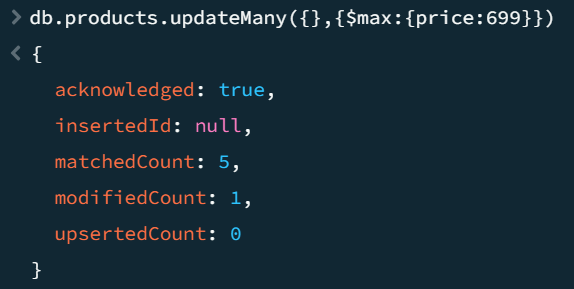 > db.products.updateMany({},{$max:{price:699}})
< {
acknowledged: true,
insertedId: null,
matchedCount: 5,
modifiedCount: 1,
upsertedCount: 0
}